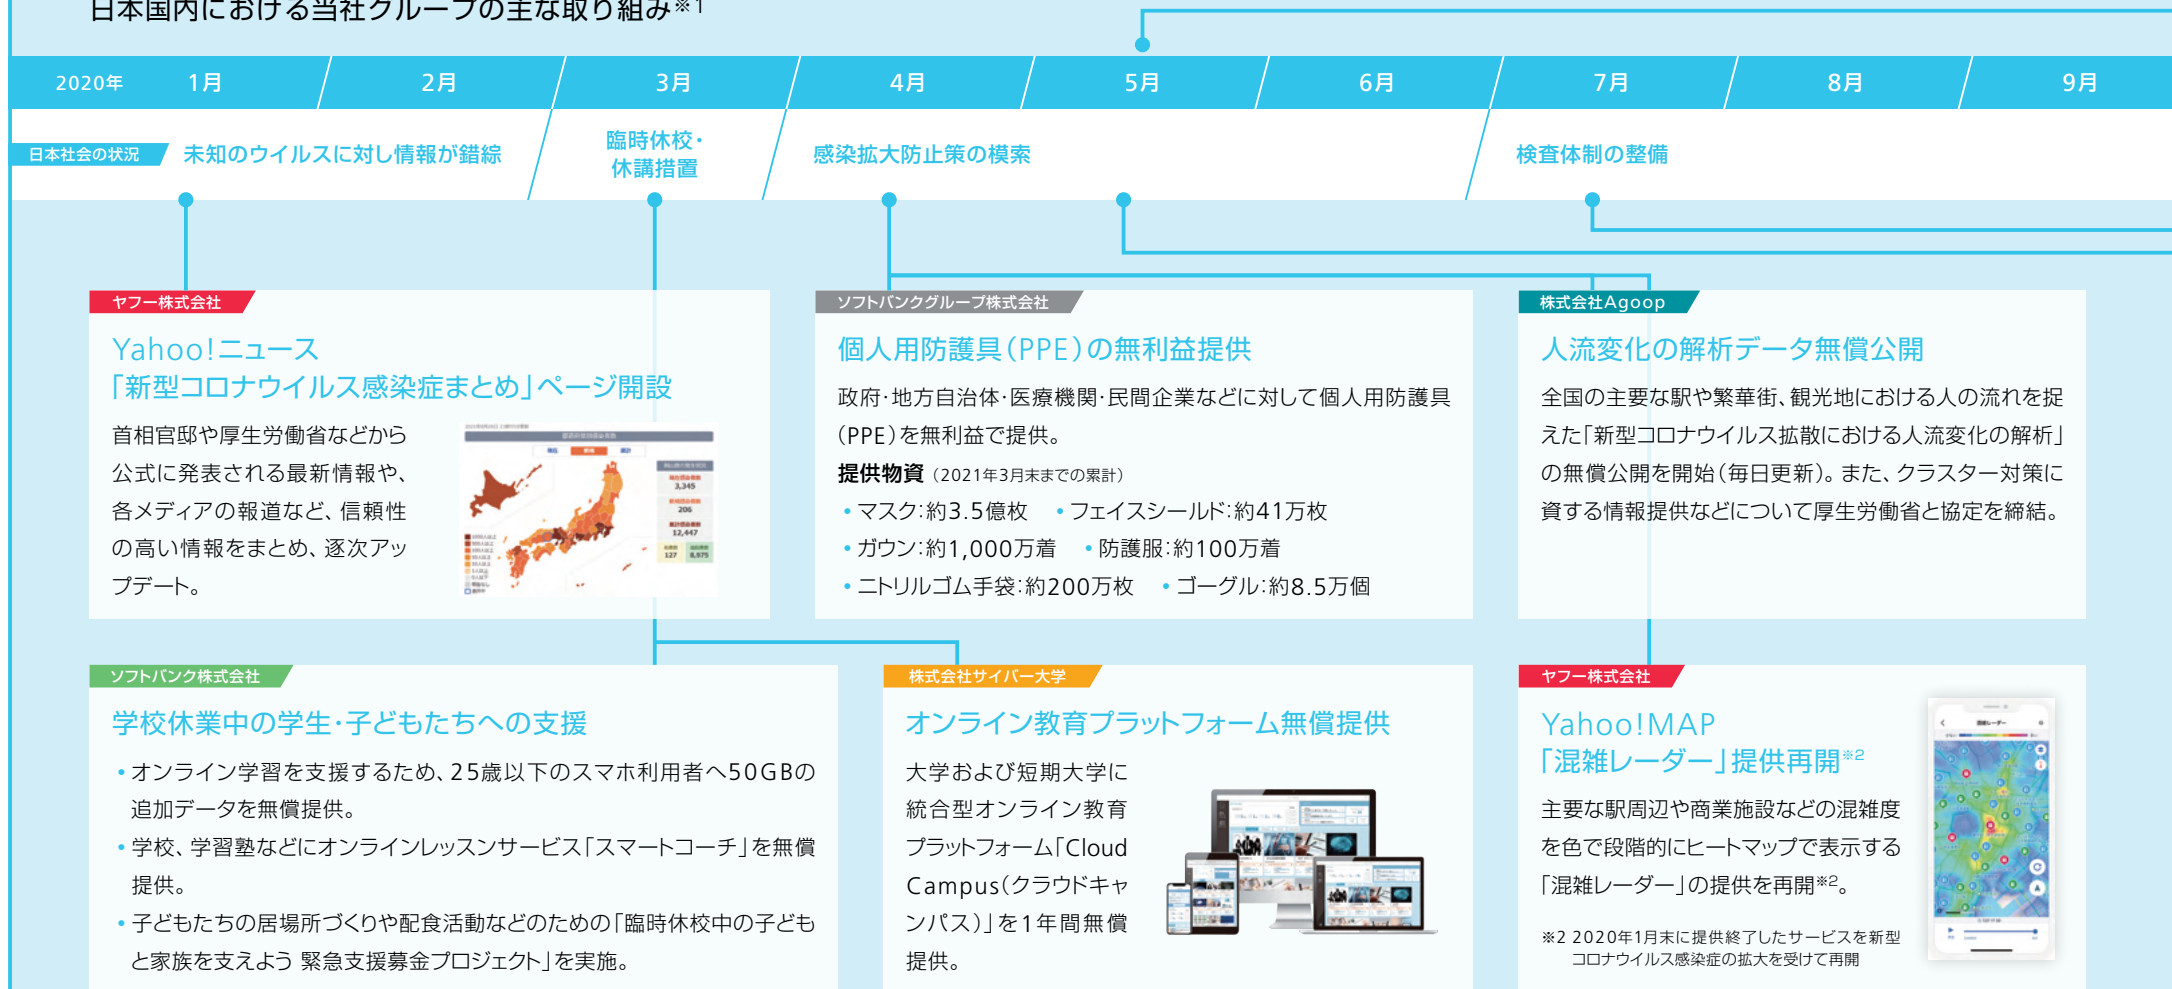 日本国内における当社グループの主な取り組み※1
2020年 1月 2月 3月 4月 5月 6月 7月 8月 9月
日本社会の状況
未知のウイルスに対し情報が錯綜
臨時休校・
休講措置
感染拡大防止策の模索
検査体制の整備
ヤフー株式会社
Yahoo!ニュース
「新型コロナウイルス感染症まとめ」ページ開設
首相官邸や厚生労働省などから
公式に発表される最新情報や、
各メディアの報道など、信頼性
の高い情報をまとめ、逐次アッ
プデート。
3,345
206
12,447
127 8,975
ソフトバンクグループ株式会社
個人用防護具(PPE)の無利益提供
政府・地方自治体・医療機関・民間企業などに対して個人用防護具
(PPE)を無利益で提供。
提供物資(2021年3月末までの累計)
•マスク:約3.5億枚 •フェイスシールド:約41万枚
•ガウン:約1,000万着 •防護服:約100万着
•ニトリルゴム手袋:約200万枚 •ゴーグル:約8.5万個
株式会社Agoop
人流変化の解析データ無償公開
全国の主要な駅や繁華街、観光地における人の流れを捉
えた「新型コロナウイルス拡散における人流変化の解析」
の無償公開を開始(毎日更新)。また、クラスター対策に
資する情報提供などについて厚生労働省と協定を締結。
ソフトバンク株式会社
学校休業中の学生・子どもたちへの支援
•オンライン学習を支援するため、25歳以下のスマホ利用者へ50GBの
追加データを無償提供。
•学校、学習塾などにオンラインレッスンサービス「スマートコーチ」を無償
提供。
•子どもたちの居場所づくりや配食活動などのための「臨時休校中の子ども
と家族を支えよう 緊急支援募金プロジェクト」を実施。
株式会社サイバー大学
オンライン教育プラットフォーム無償提供
大学および短期大学に
統合型オンライン教育
プラットフォーム「Cloud
Campus(クラウドキャ
ンパス)」を1年間無償
提供。
ヤフー株式会社
Yahoo!MAP
「混雑レーダー」提供再開※2
主要な駅周辺や商業施設などの混雑度
を色で段階的にヒートマップで表示する
「混雑レーダー」の提供を再開※2。
※2 2020年1月末に提供終了したサービスを新型
コロナウイルス感染症の拡大を受けて再開
混雑レーダー